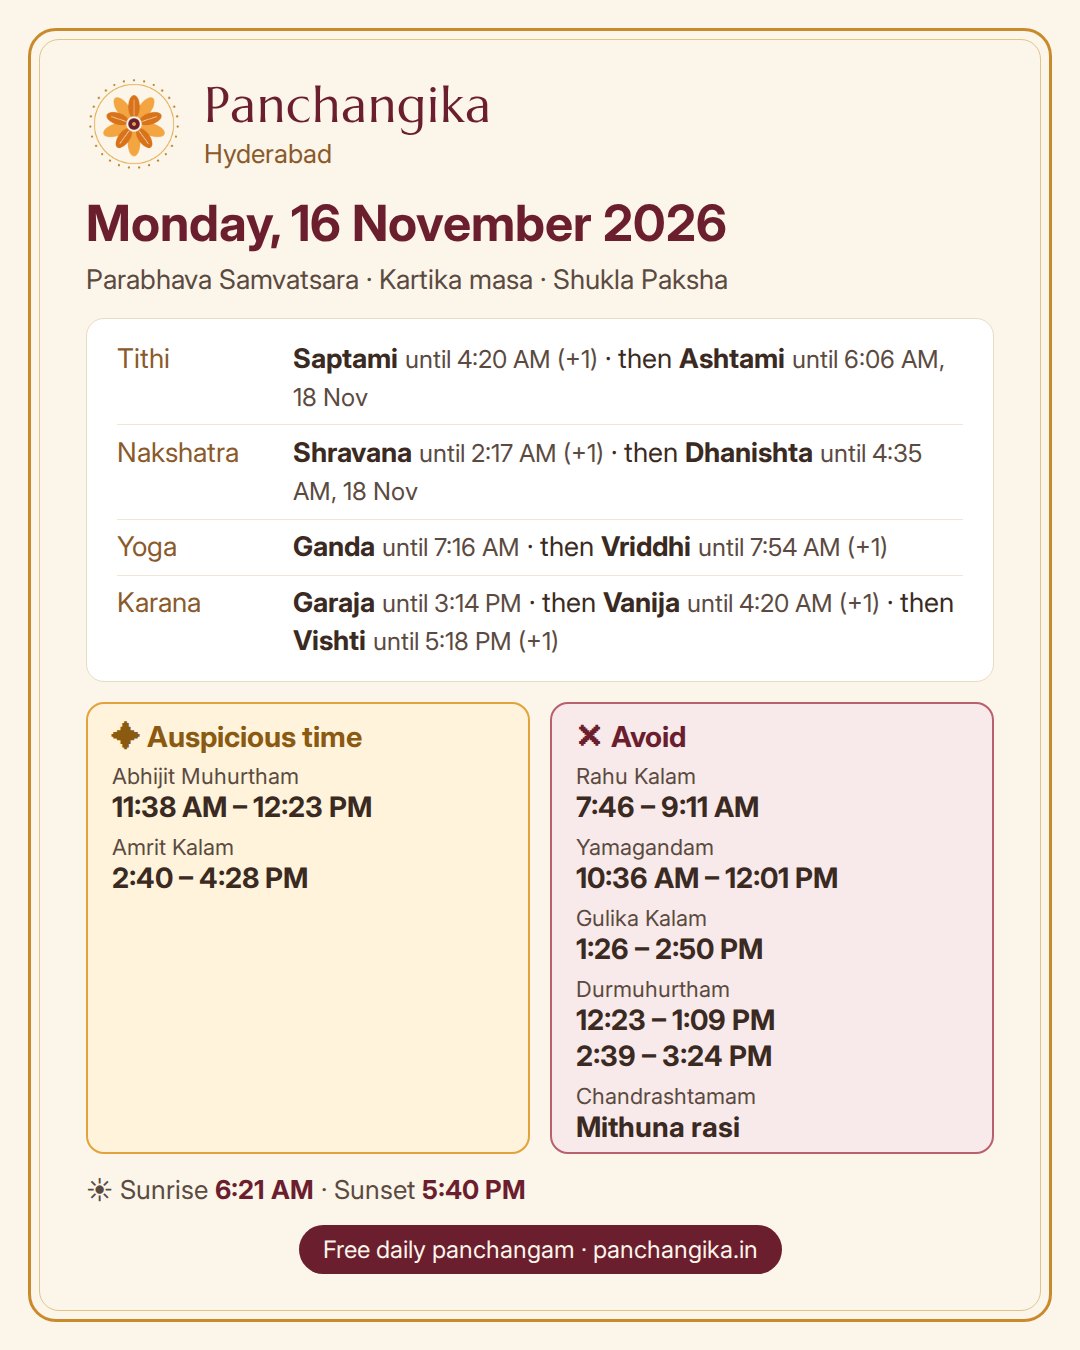 Panchangika
Hyderabad
Monday, 16 November 2026
Parabhava Samvatsara · Kartika masa · Shukla Paksha
Tithi Saptami until 4:20 AM (+1) · then Ashtami until 6:06 AM,
18 Nov
Nakshatra Shravana until 2:17 AM (+1) · then Dhanishta until 4:35
AM, 18 Nov
Yoga Ganda until 7:16 AM · then Vriddhi until 7:54 AM (+1)
Karana Garaja until 3:14 PM · then Vanija until 4:20 AM (+1) · then
Vishti until 5:18 PM (+1)
✦ Auspicious time
Abhijit Muhurtham
11:38 AM – 12:23 PM
Amrit Kalam
2:40 – 4:28 PM
✕ Avoid
Rahu Kalam
7:46 – 9:11 AM
Yamagandam
10:36 AM – 12:01 PM
Gulika Kalam
1:26 – 2:50 PM
Durmuhurtham
12:23 – 1:09 PM
2:39 – 3:24 PM
Chandrashtamam
Mithuna rasi
☀ Sunrise 6:21 AM · Sunset 5:40 PM
Free daily panchangam · panchangika.in